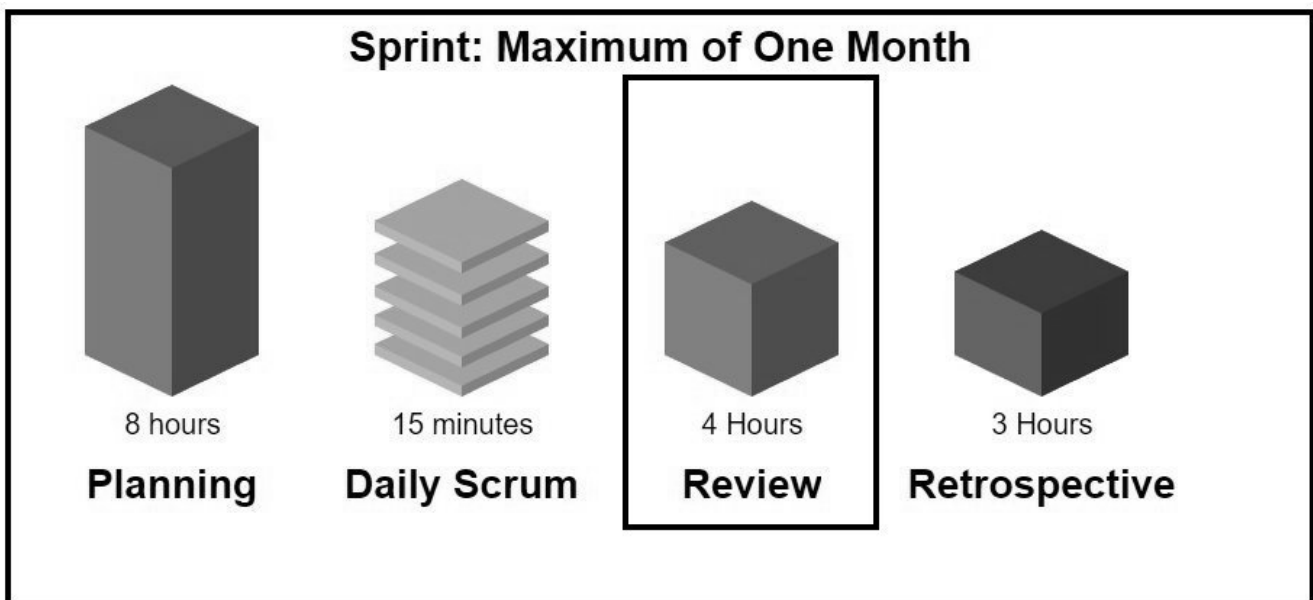 Sprint: Maximum of One Month
8 hours
15 minutes
4 Hours
3 Hours
Planning
Daily Scrum
Review
Retrospective